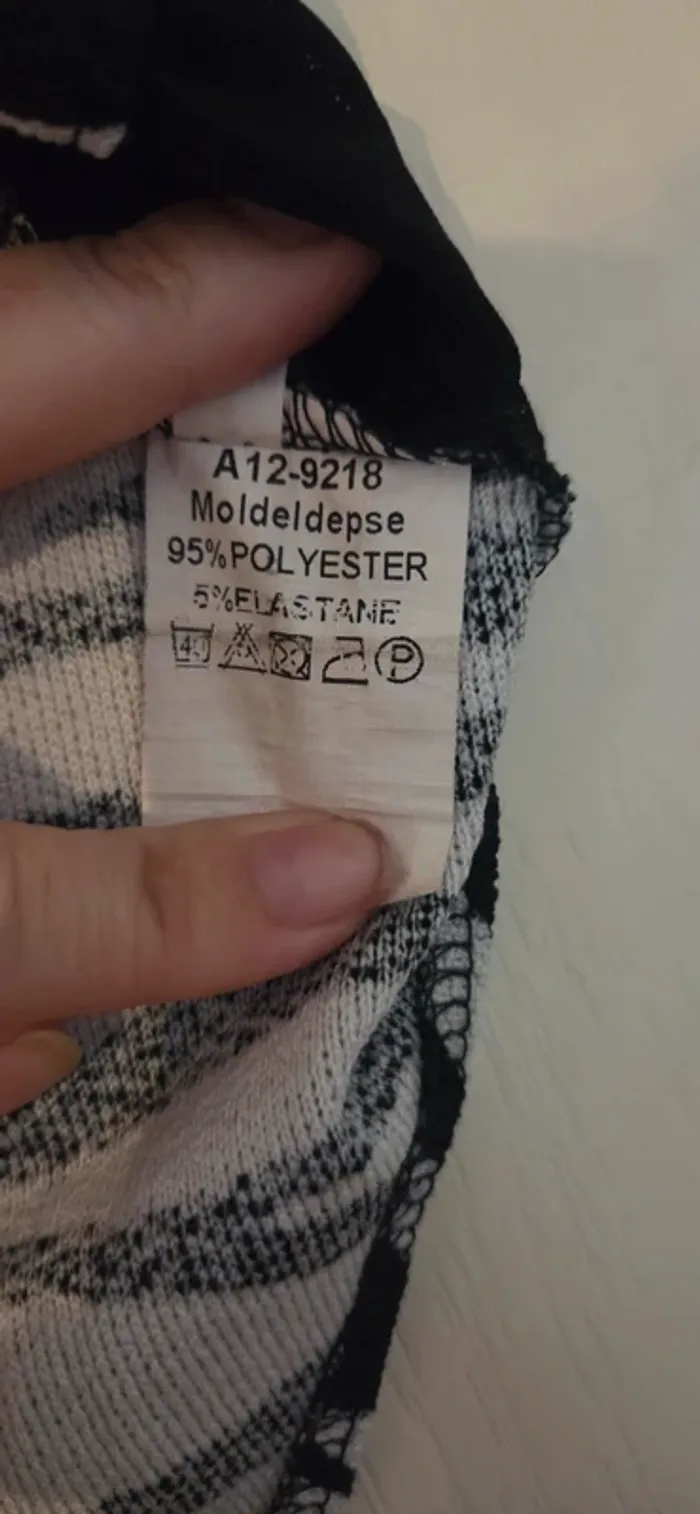 A12-9218
Moldeldepse
95%POLYESTER
5%ELASTANE
40 P